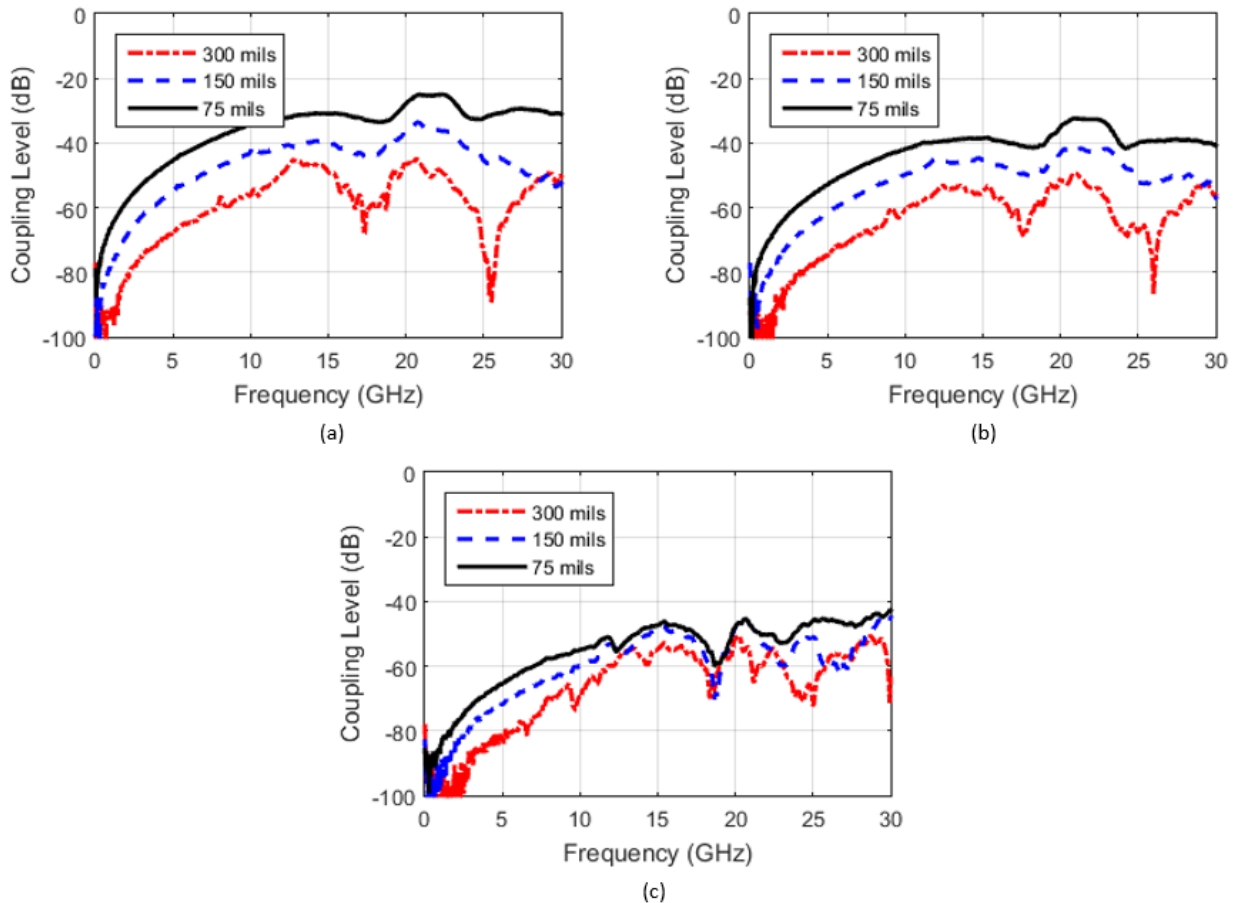 0
-20
-40
-60
-80
-100
Coupling Level (dB)
300 mils
150 mils
75 mils
0 5 10 15 20 25 30
Frequency (GHz)
(a)
0
-20
-40
-60
-80
-100
Coupling Level (dB)
300 mils
150 mils
75 mils
0 5 10 15 20 25 30
Frequency (GHz)
(b)
0
-20
-40
-60
-80
-100
Coupling Level (dB)
300 mils
150 mils
75 mils
0 5 10 15 20 25 30
Frequency (GHz)
(c)